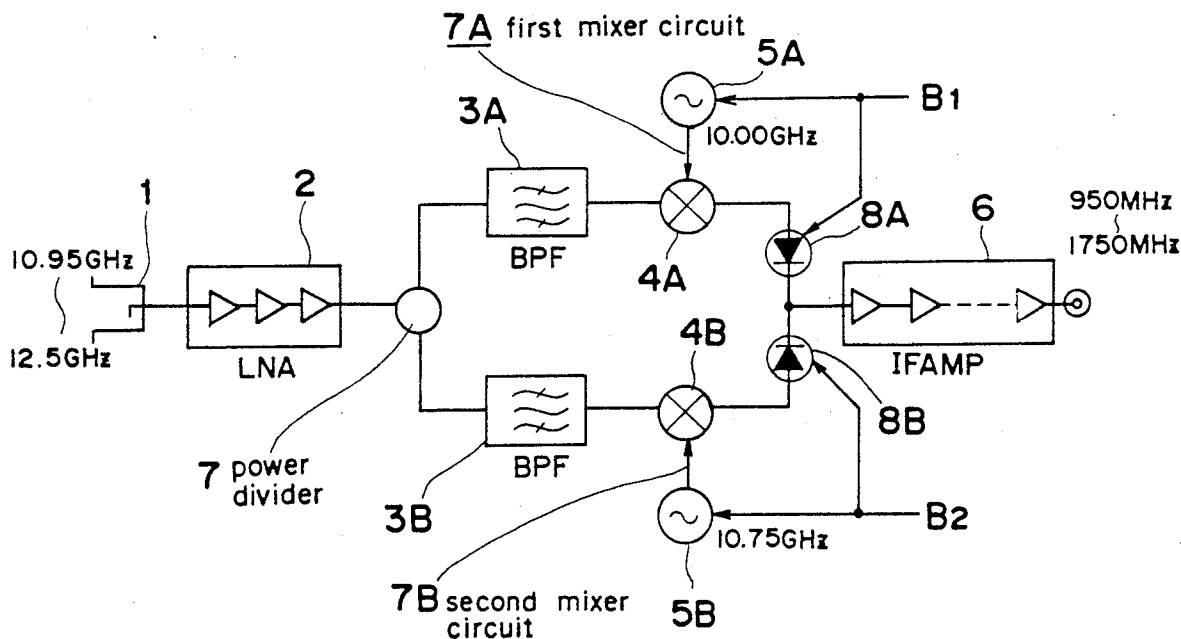 7A first mixer circuit
5A
B1
3A
10.00GHz
1
2
8A
6
950MHz
~
1750MHz
BPF
4A
10.95GHz
~
12.5GHz
LNA
4B
IFAMP
8B
7 power
divider
BPF
3B
B2
10.75GHz
7B second mixer
circuit
5B